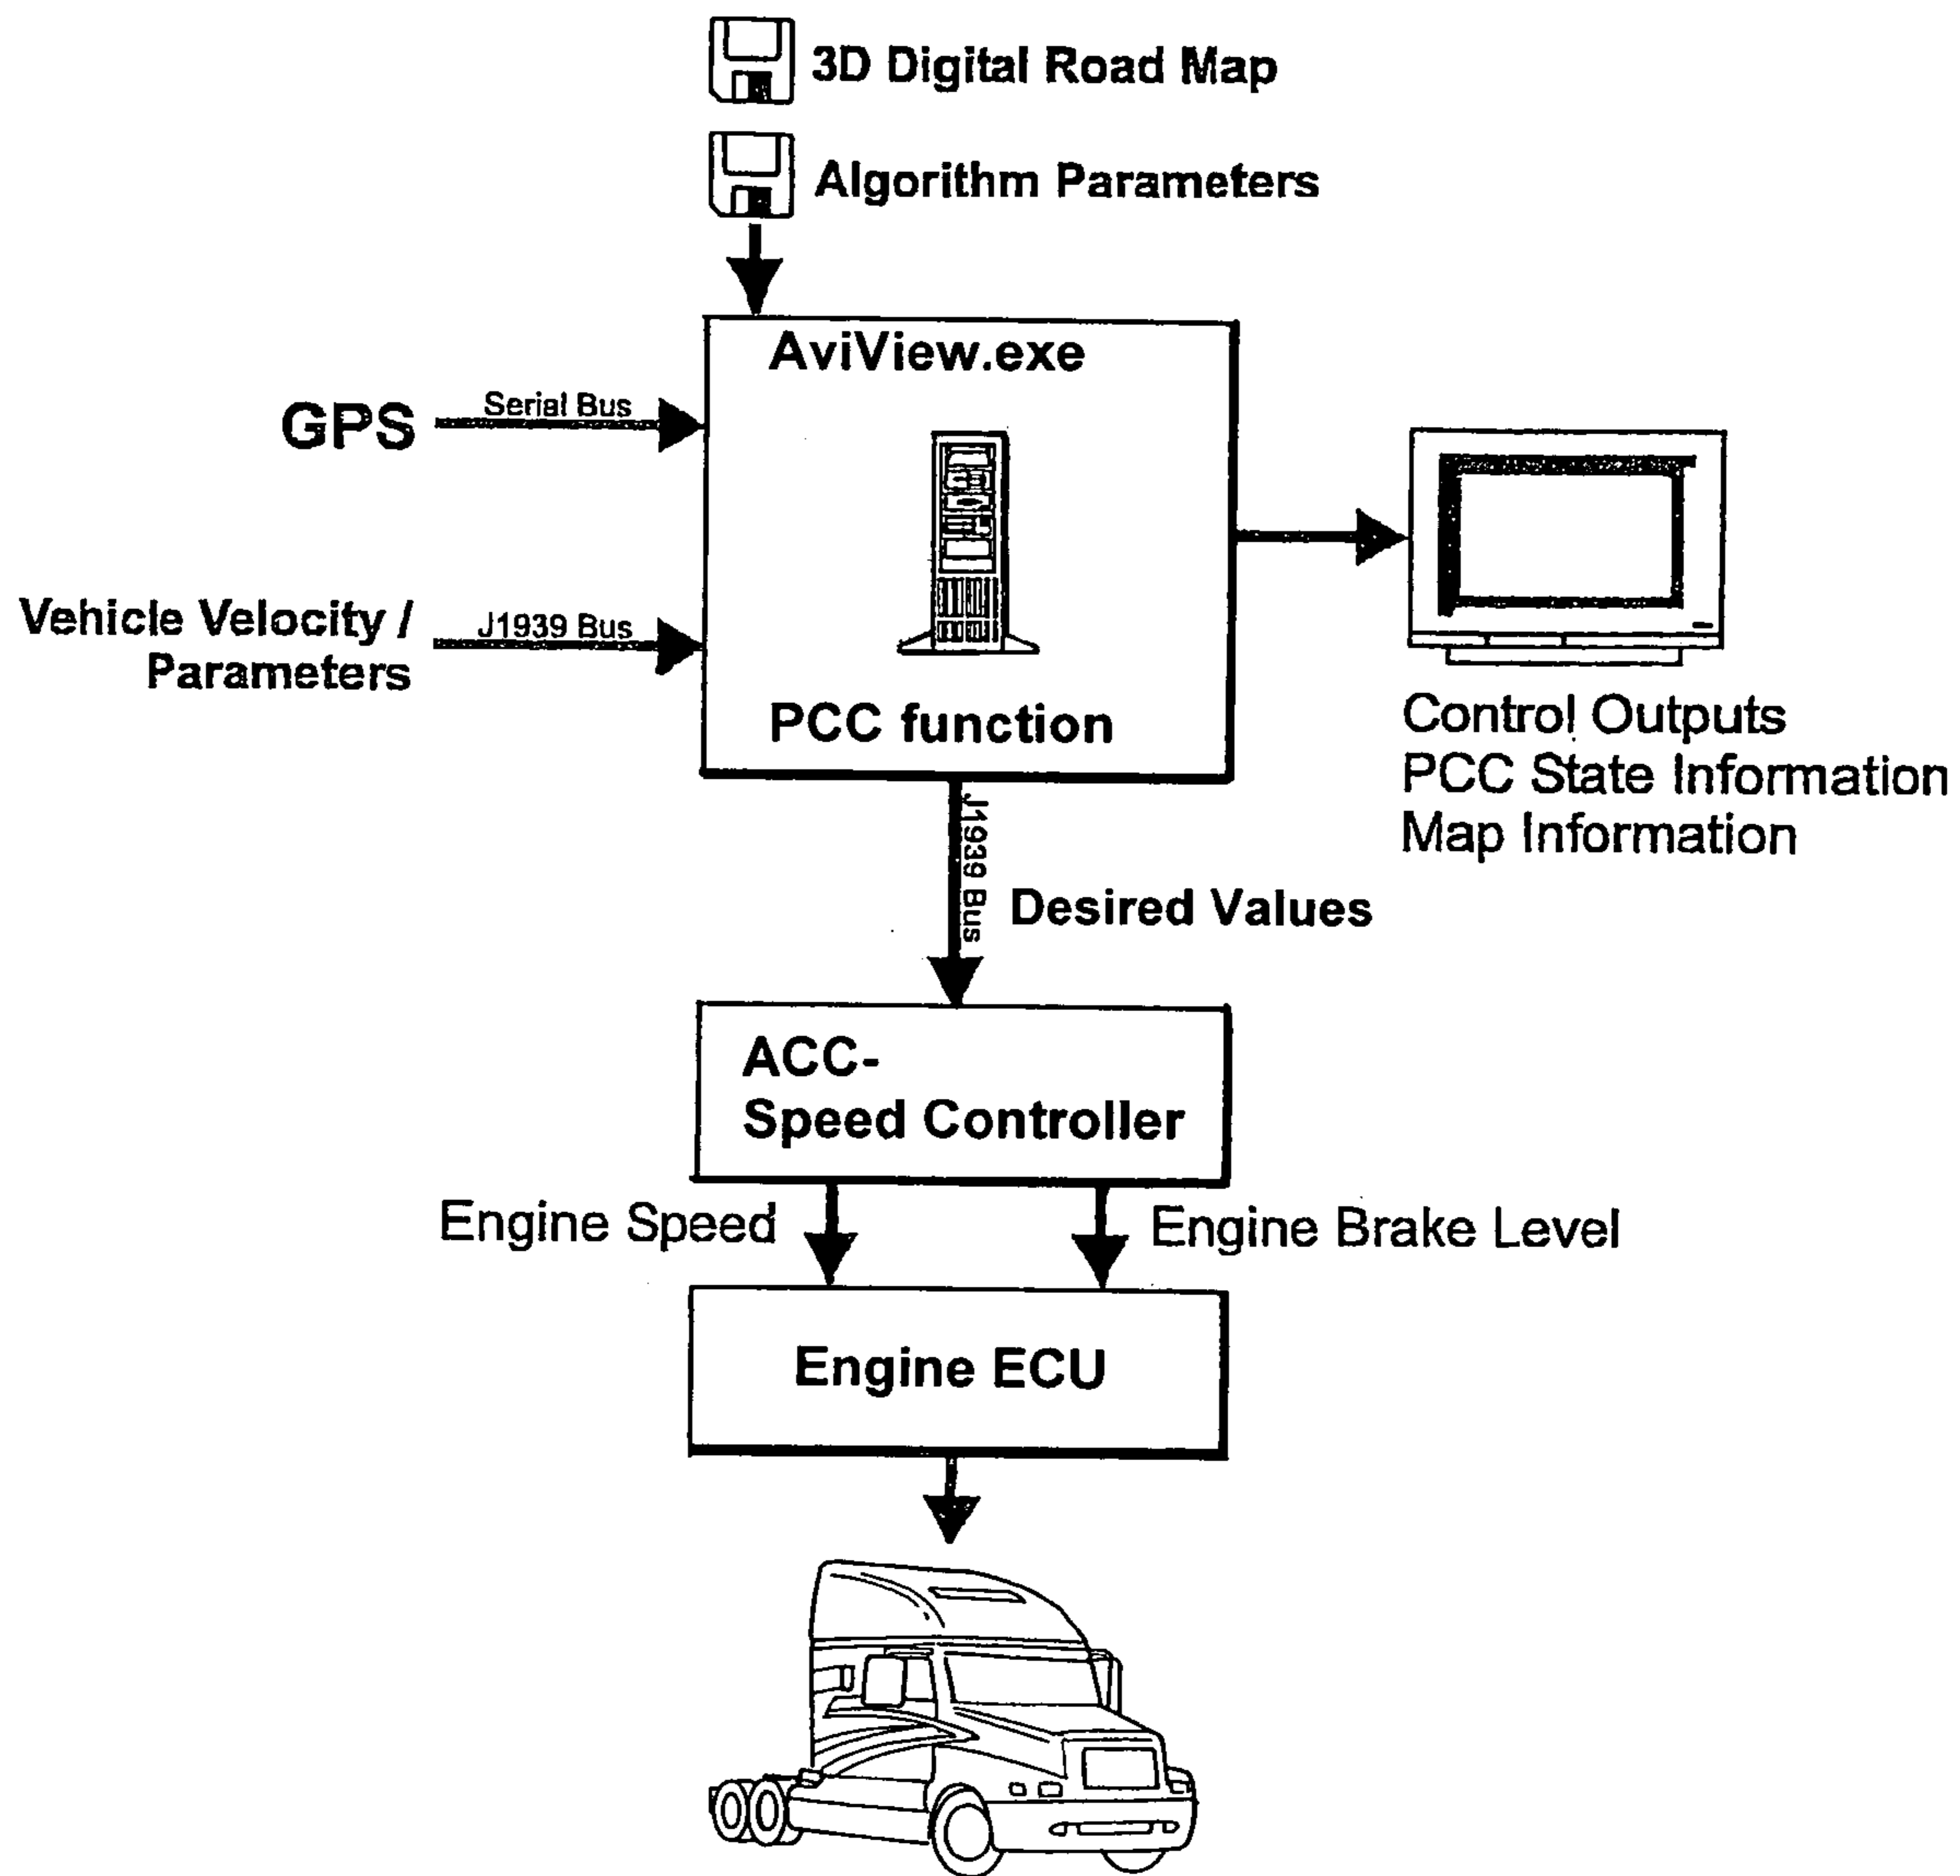 3D Digital Road Map
Algorithm Parameters
AviView.exe
GPS
Serial Bus
Vehicle Velocity /
Parameters
J1939 Bus
PCC function
Control Outputs
PCC State Information
Map Information
J1939 Bus
Desired Values
ACC-
Speed Controller
Engine Speed
Engine Brake Level
Engine ECU